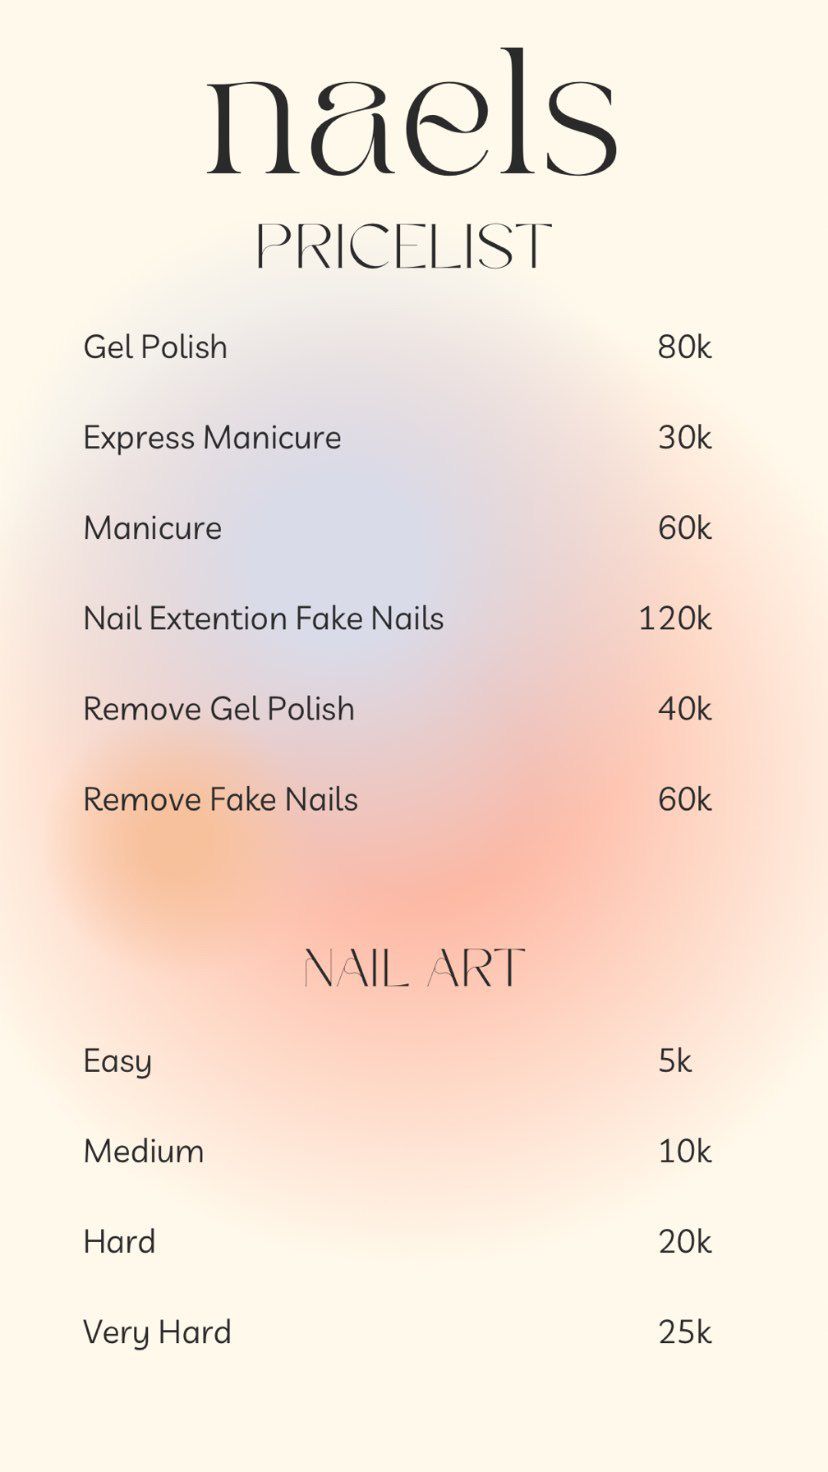 naels
PRICELIST
Gel Polish 80k
Express Manicure 30k
Manicure 60k
Nail Extention Fake Nails 120k
Remove Gel Polish 40k
Remove Fake Nails 60k
NAIL ART
Easy 5k
Medium 10k
Hard 20k
Very Hard 25k